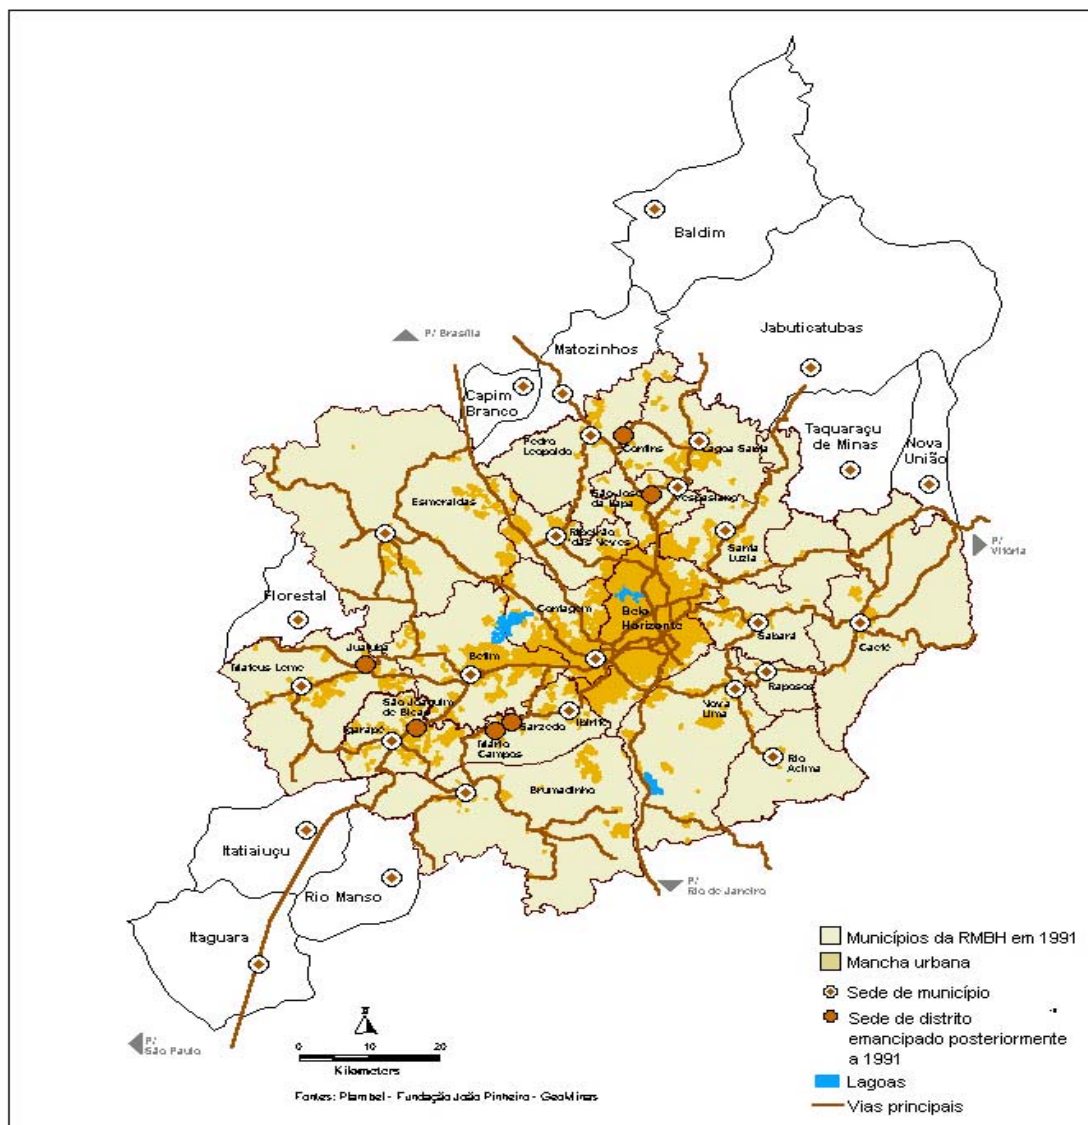 Baldim
Jabuticatubas
P/ Brasília
Matozinhos
Capim
Branco
Taquaraçu
de Minas
Nova
União
Pedro
Leopoldo
Confins
Lagoa Santa
São José
da Lapa
Vespasiano
Esmeraldas
Ribeirão
das Neves
Santa
Luzia
P/
Vitória
Florestal
Contagem
Belo
Horizonte
Sabará
Caeté
Juatuba
Mateus Leme
Betim
Raposos
Nova
Lima
São Joaquim
de Bicas
Igarapé
Ibirité
Sarzedo
Mário
Campos
Rio
Acima
Brumadinho
Itatiaiuçu
Rio Manso
P/
Rio de Janeiro
Itaguara
P/
São Paulo
N
0 10 20
Kilometers
Fontes: Plambel - Fundação João Pinheiro - GeoMinas
Municípios da RMBH em 1991
Mancha urbana
Sede de município
Sede de distrito
emancipado posteriormente
a 1991
Lagoas
Vias principais